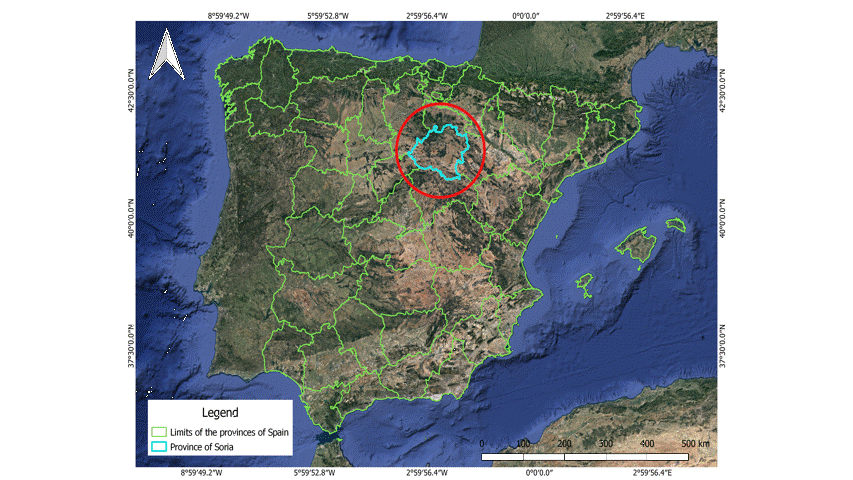 8°59'49.2"W 5°59'52.8"W 2°59'56.4"W 0°0'0.0" 2°59'56.4"E
42°30'0.0"N 42°30'0.0"N
40°0'0.0"N 40°0'0.0"N
37°30'0.0"N 37°30'0.0"N
Legend
Limits of the provinces of Spain
Province of Soria
0 100 200 300 400 500 km
8°59'49.2"W 5°59'52.8"W 2°59'56.4"W 0°0'0.0" 2°59'56.4"E